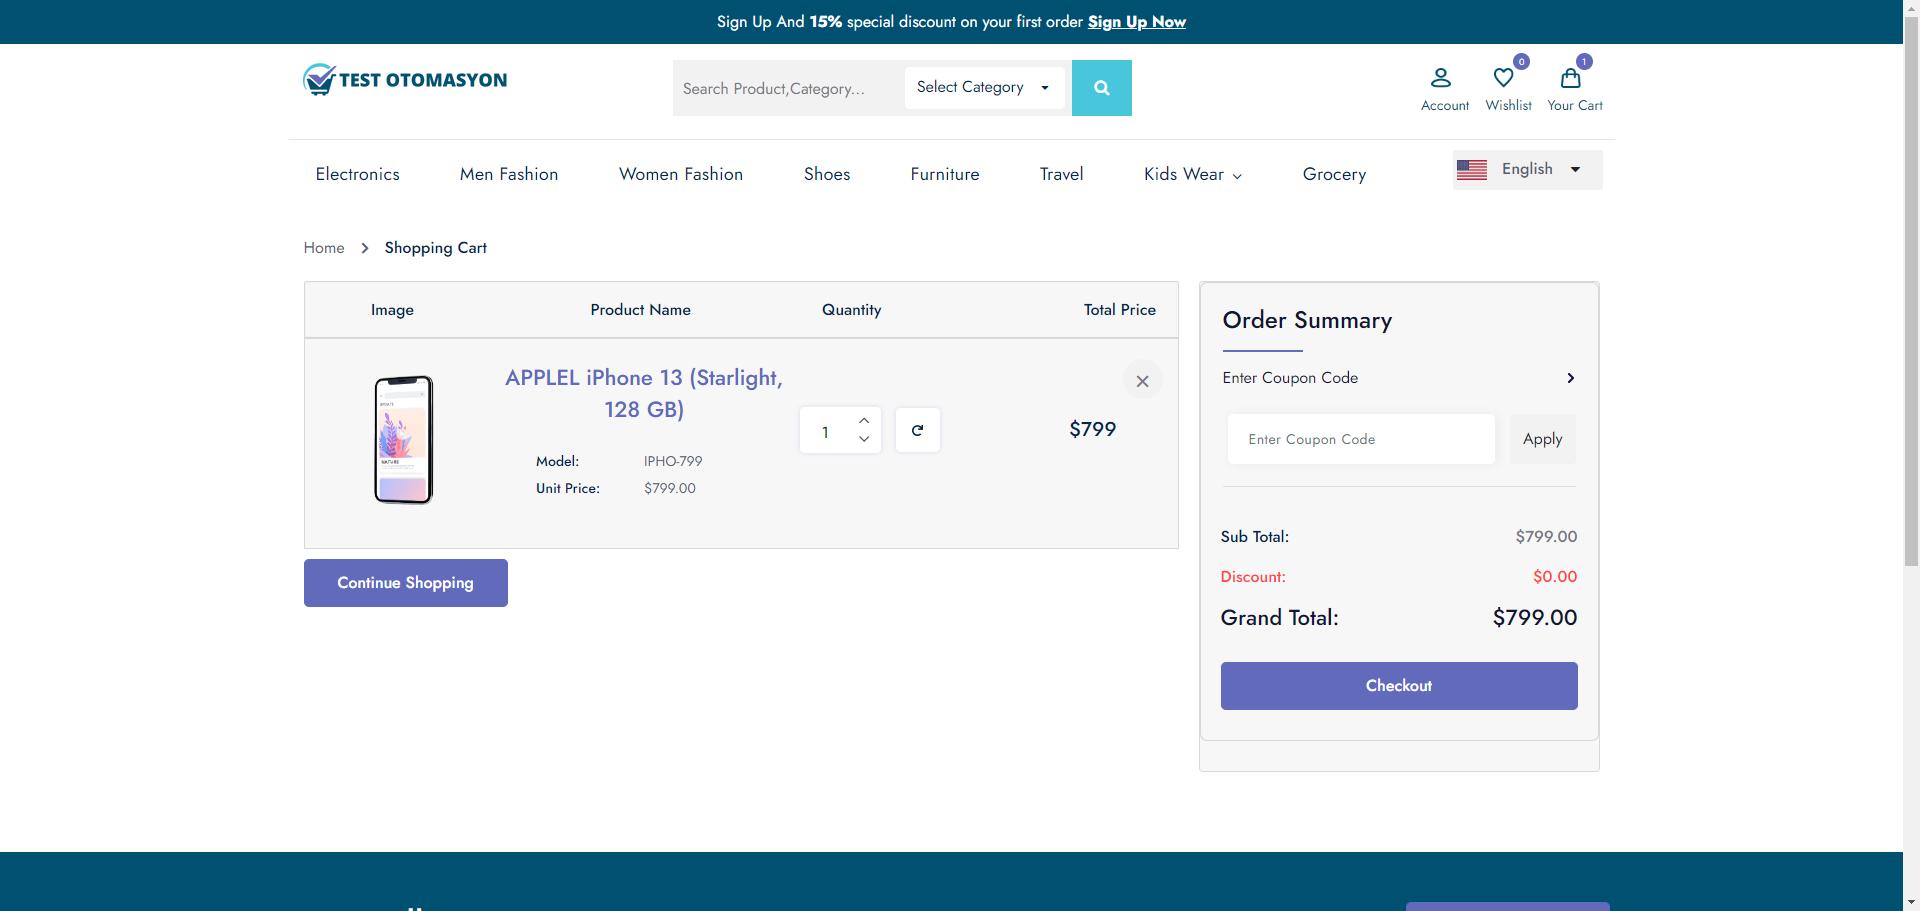 Sign Up And 15% special discount on your first order Sign Up Now
TEST OTOMASYON
Search Product,Category...
Select Category
0
1
Account
Wishlist
Your Cart
Electronics
Men Fashion
Women Fashion
Shoes
Furniture
Travel
Kids Wear
Grocery
English
Home
Shopping Cart
Image
Product Name
Quantity
Total Price
APPLEL iPhone 13 (Starlight,
128 GB)
Model: IPHO-799
Unit Price: $799.00
1
$799
Continue Shopping
Order Summary
Enter Coupon Code
Enter Coupon Code
Apply
Sub Total: $799.00
Discount: $0.00
Grand Total: $799.00
Checkout